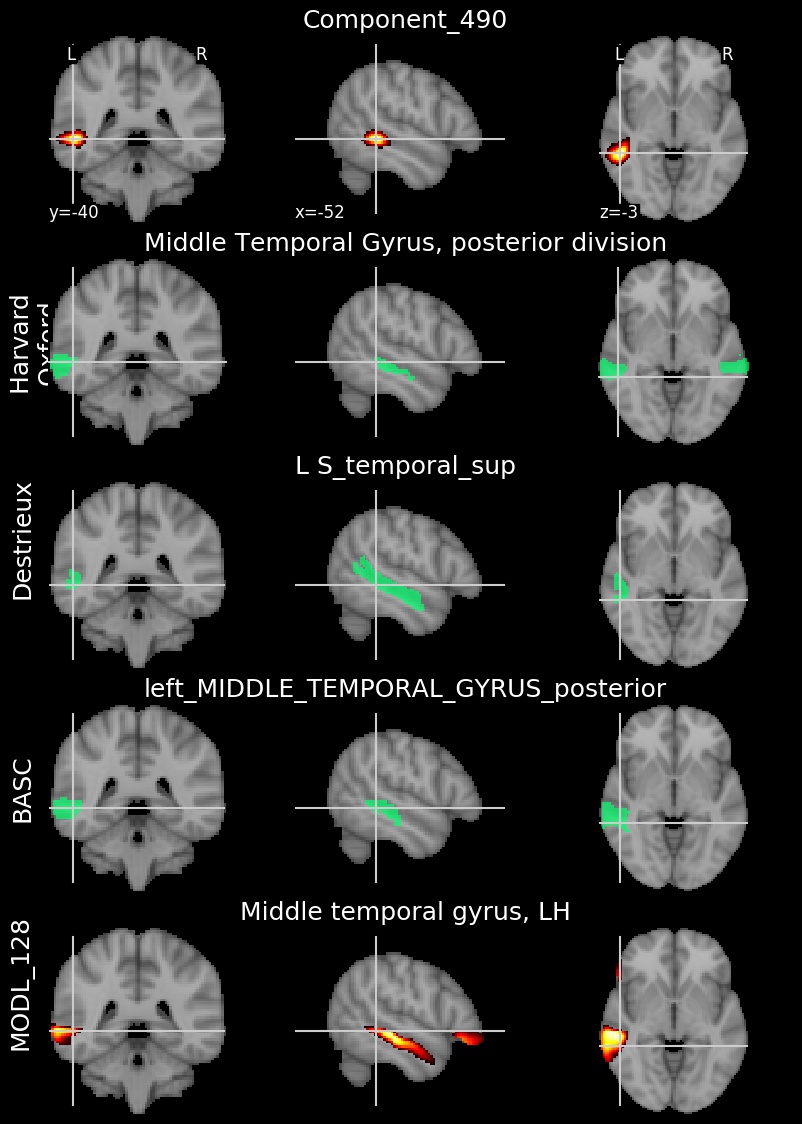 Component_490
L R L R
y=-40 x=-52 z=-3
Middle Temporal Gyrus, posterior division
Harvard
Oxford
L S_temporal_sup
Destrieux
left_MIDDLE_TEMPORAL_GYRUS_posterior
BASC
Middle temporal gyrus, LH
MODL_128